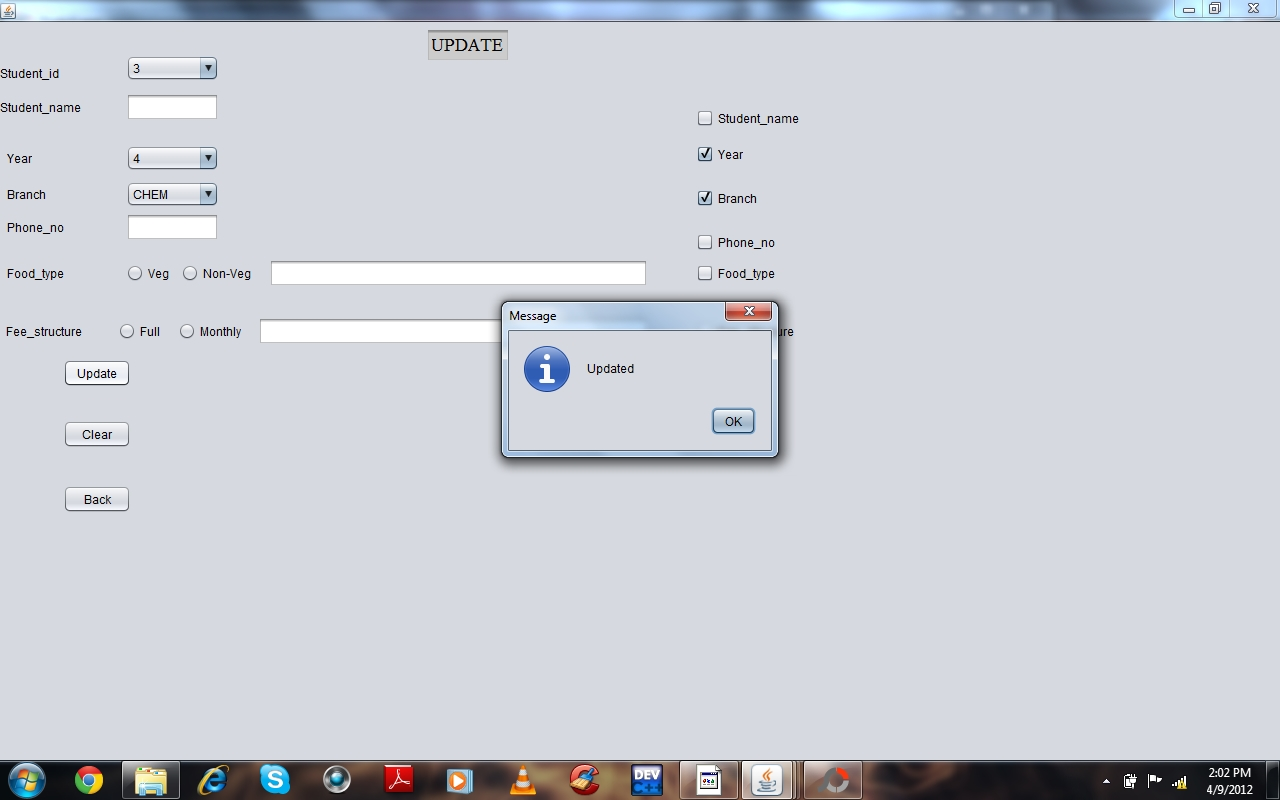 UPDATE
Student_id 3
Student_name
Student_name
Year 4
Year
Branch CHEM
Branch
Phone_no
Phone_no
Food_type Veg Non-Veg
Food_type
Fee_structure Full Monthly
Message
Updated
OK
Update
Clear
Back
DEV
C++
2:02 PM
4/9/2012